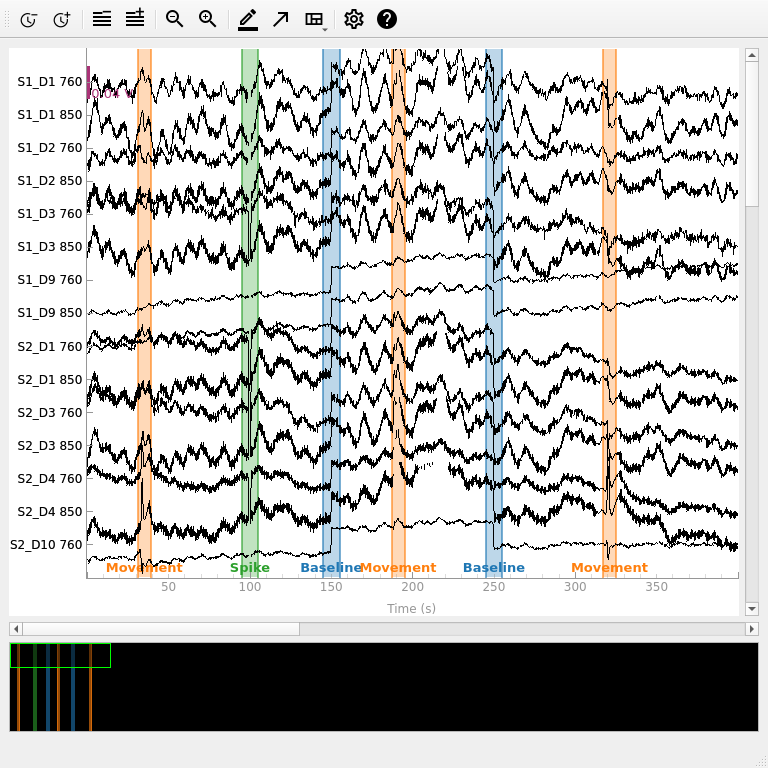 S1_D1 760
S1_D1 850
S1_D2 760
S1_D2 850
S1_D3 760
S1_D3 850
S1_D9 760
S1_D9 850
S2_D1 760
S2_D1 850
S2_D3 760
S2_D3 850
S2_D4 760
S2_D4 850
S2_D10 760
Movement Spike Baseline Movement Baseline Movement
50 100 150 200 250 300 350
Time (s)